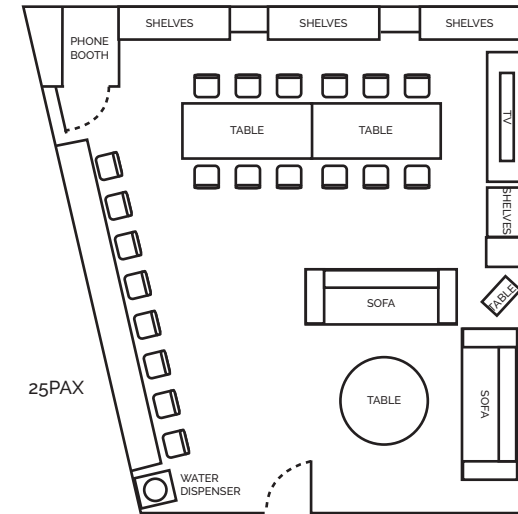 SHELVES
SHELVES
SHELVES
PHONE
BOOTH
TV
TABLE
TABLE
SHELVES
TABLE
SOFA
25PAX
TABLE
SOFA
WATER
DISPENSER